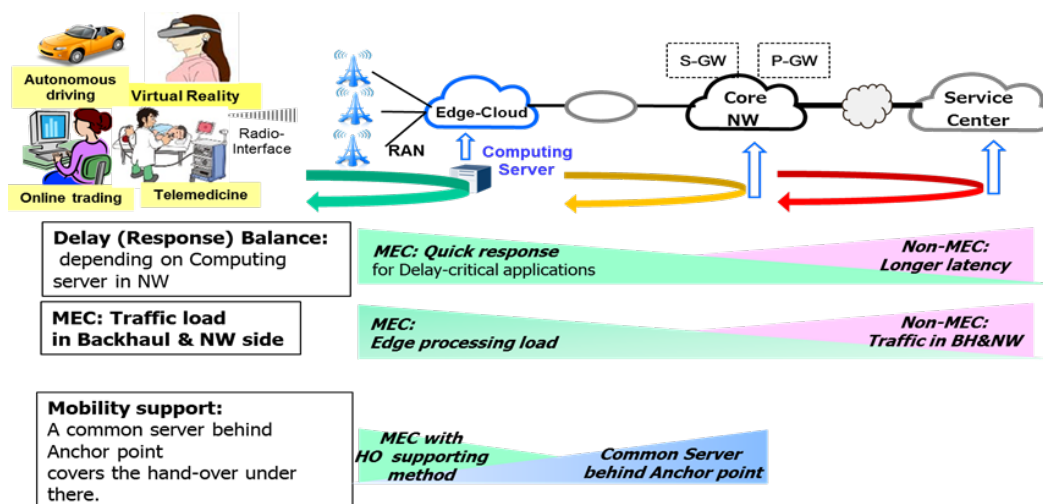 Autonomous
driving
Virtual Reality
Online trading
Telemedicine
Radio-
Interface
RAN
Edge-Cloud
Computing
Server
S-GW
P-GW
Core
NW
Service
Center
Delay (Response) Balance:
depending on Computing
server in NW
MEC: Quick response
for Delay-critical applications
Non-MEC:
Longer latency
MEC: Traffic load
in Backhaul & NW side
MEC:
Edge processing load
Non-MEC:
Traffic in BH&NW
Mobility support:
A common server behind
Anchor point
covers the hand-over under
there.
MEC with
HO supporting
method
Common Server
behind Anchor point